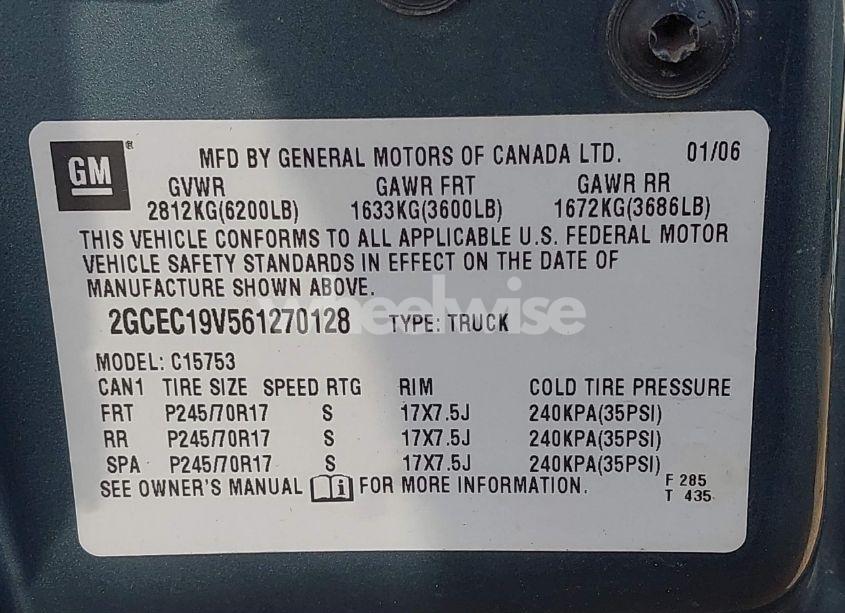 GM®
MFD BY GENERAL MOTORS OF CANADA LTD. 01/06
GVWR GAWR FRT GAWR RR
2812KG(6200LB) 1633KG(3600LB) 1672KG(3686LB)
THIS VEHICLE CONFORMS TO ALL APPLICABLE U.S. FEDERAL MOTOR
VEHICLE SAFETY STANDARDS IN EFFECT ON THE DATE OF
MANUFACTURE SHOWN ABOVE.
wheelwise
2GCEC19V561270128 TYPE: TRUCK
MODEL: C15753
CAN1 TIRE SIZE SPEED RTG RIM COLD TIRE PRESSURE
FRT P245/70R17 S 17X7.5J 240KPA(35PSI)
RR P245/70R17 S 17X7.5J 240KPA(35PSI)
SPA P245/70R17 S 17X7.5J 240KPA(35PSI)
SEE OWNER'S MANUAL i FOR MORE INFORMATION.
F 285
T 435